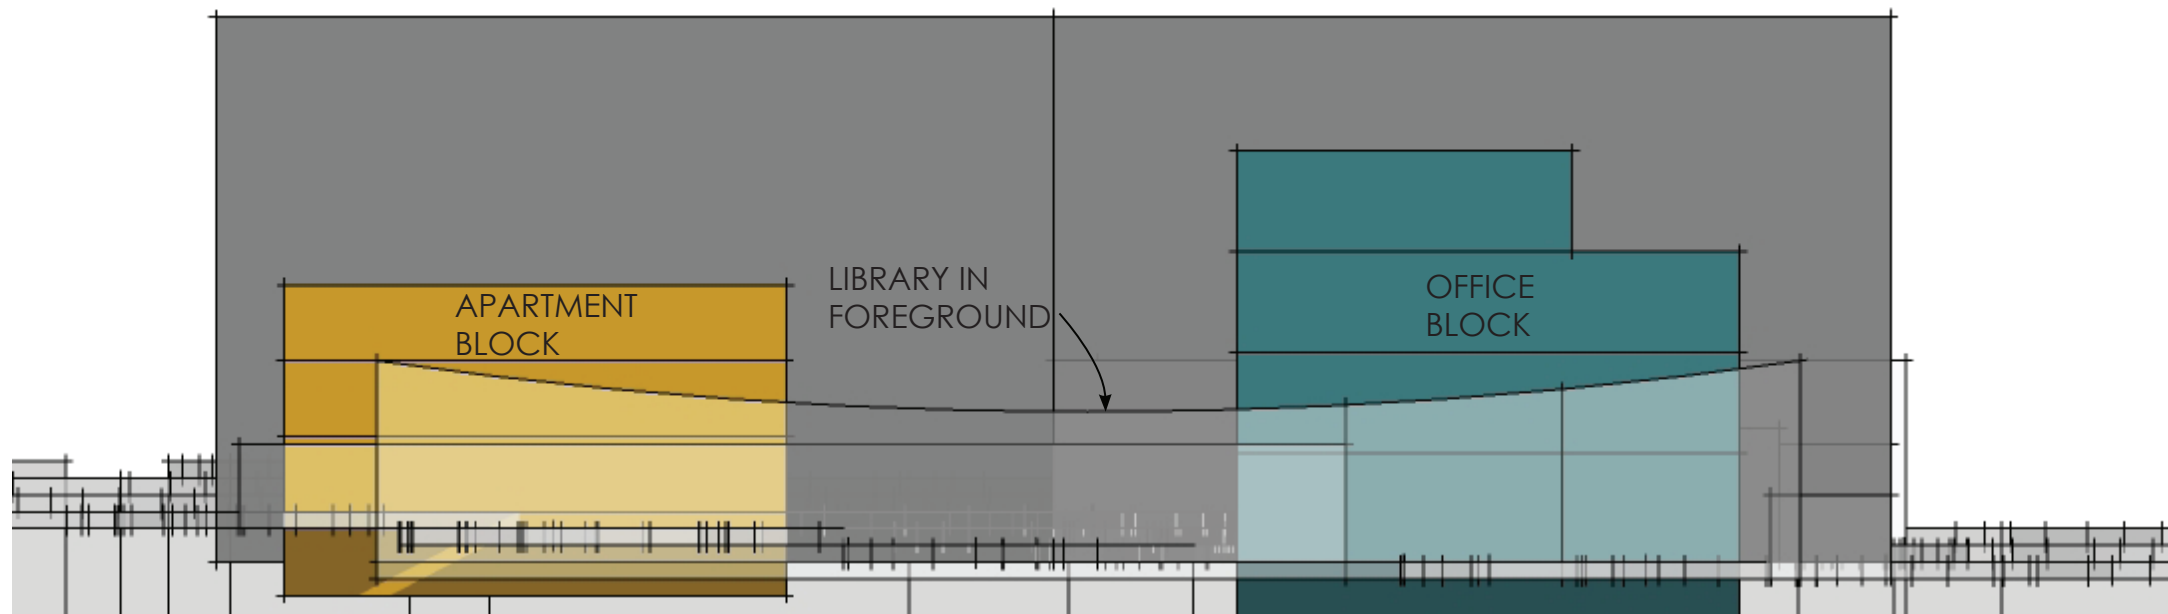 APARTMENT
BLOCK
LIBRARY IN
FOREGROUND
OFFICE
BLOCK